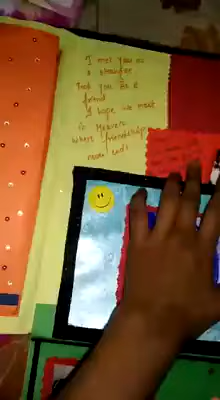 I met you as
a stranger
Took you as a
friend
I hope we meet
in Heaven
where friendship
never ends